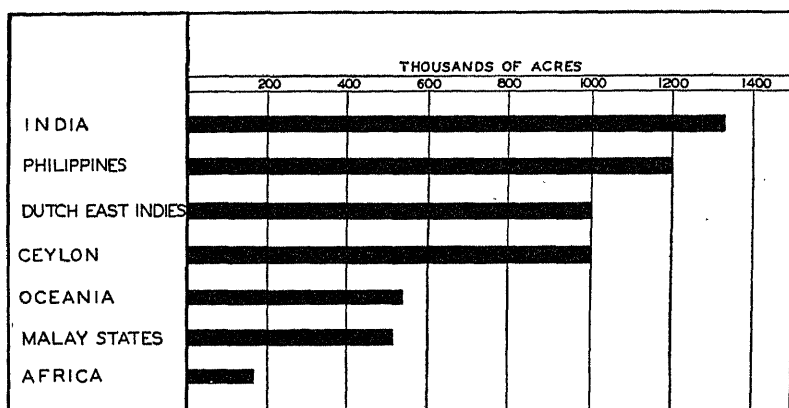 THOUSANDS OF ACRES
200 400 600 800 1000 1200 1400
INDIA
PHILIPPINES
DUTCH EAST INDIES
CEYLON
OCEANIA
MALAY STATES
AFRICA